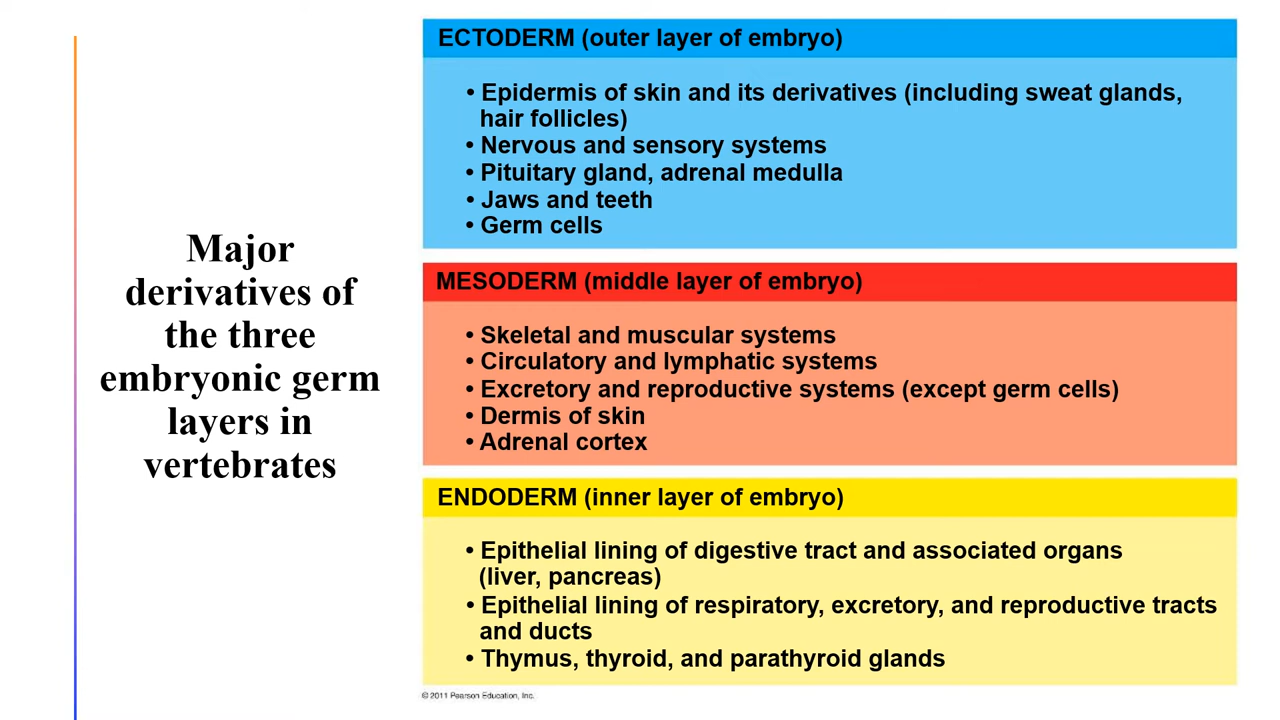 Major
derivatives of
the three
embryonic germ
layers in
vertebrates
ECTODERM (outer layer of embryo)
• Epidermis of skin and its derivatives (including sweat glands,
hair follicles)
• Nervous and sensory systems
• Pituitary gland, adrenal medulla
• Jaws and teeth
• Germ cells
MESODERM (middle layer of embryo)
• Skeletal and muscular systems
• Circulatory and lymphatic systems
• Excretory and reproductive systems (except germ cells)
• Dermis of skin
• Adrenal cortex
ENDODERM (inner layer of embryo)
• Epithelial lining of digestive tract and associated organs
(liver, pancreas)
• Epithelial lining of respiratory, excretory, and reproductive tracts
and ducts
• Thymus, thyroid, and parathyroid glands
© 2011 Pearson Education, Inc.